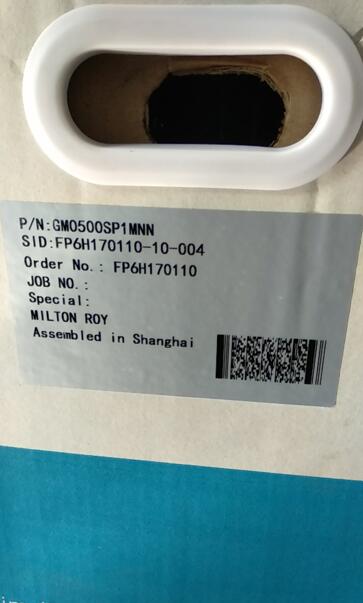 P/N:GM0500SP1MNN
SID:FP6H170110-10-004
Order No.: FP6H170110
JOB NO.:
Special:
MILTON ROY
Assembled in Shanghai